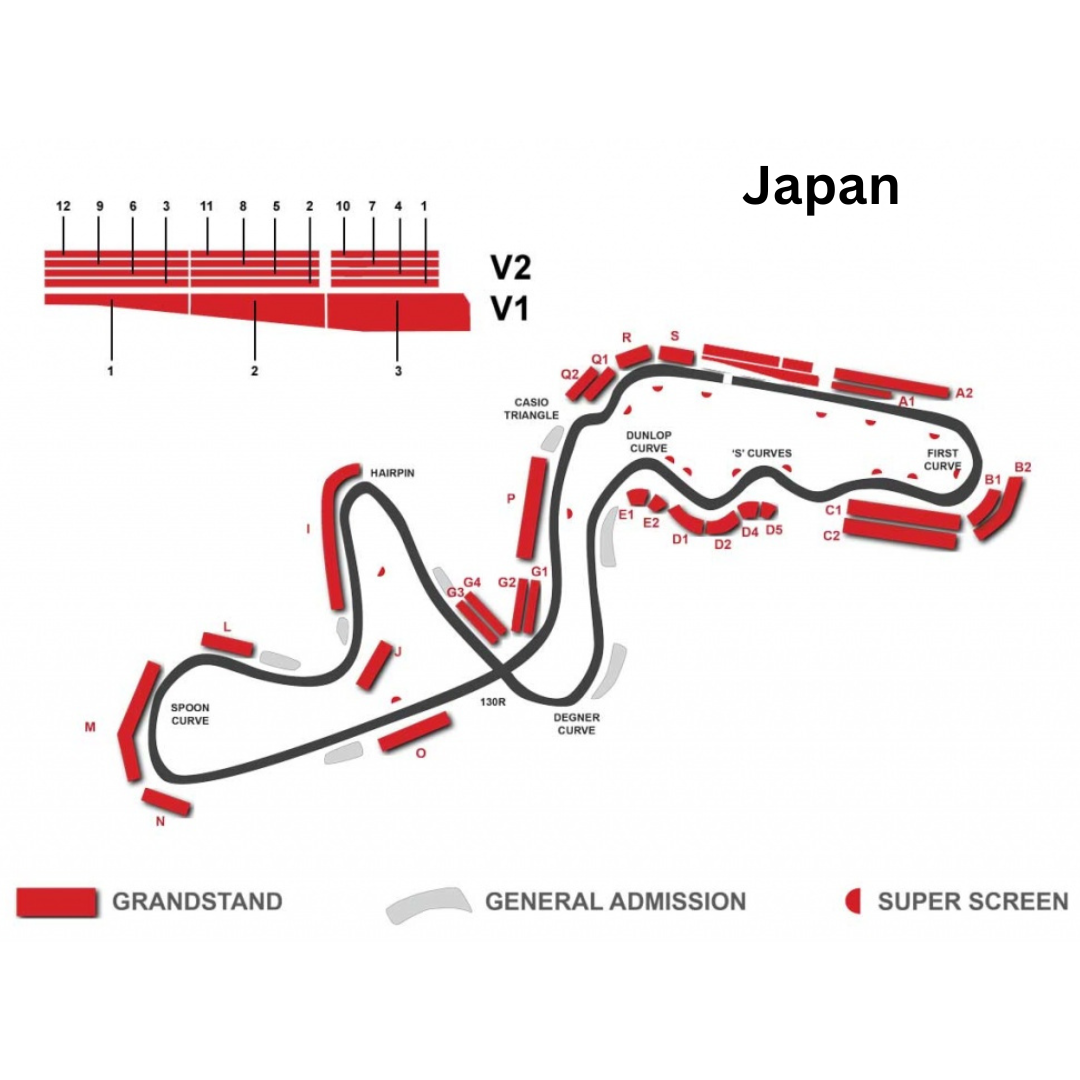 Japan
12 9 6 3 11 8 5 2 10 7 4 1
V2
V1
1 2 3
R
S
Q1
Q2
A2
A1
CASIO
TRIANGLE
DUNLOP
CURVE
'S' CURVES
FIRST
CURVE
B2
B1
HAIRPIN
P
I
E1
E2
D1
D2
D4
D5
C1
C2
G1
G2
G4
G3
L
J
SPOON
CURVE
M
130R
DEGNER
CURVE
O
N
GRANDSTAND
GENERAL ADMISSION
SUPER SCREEN